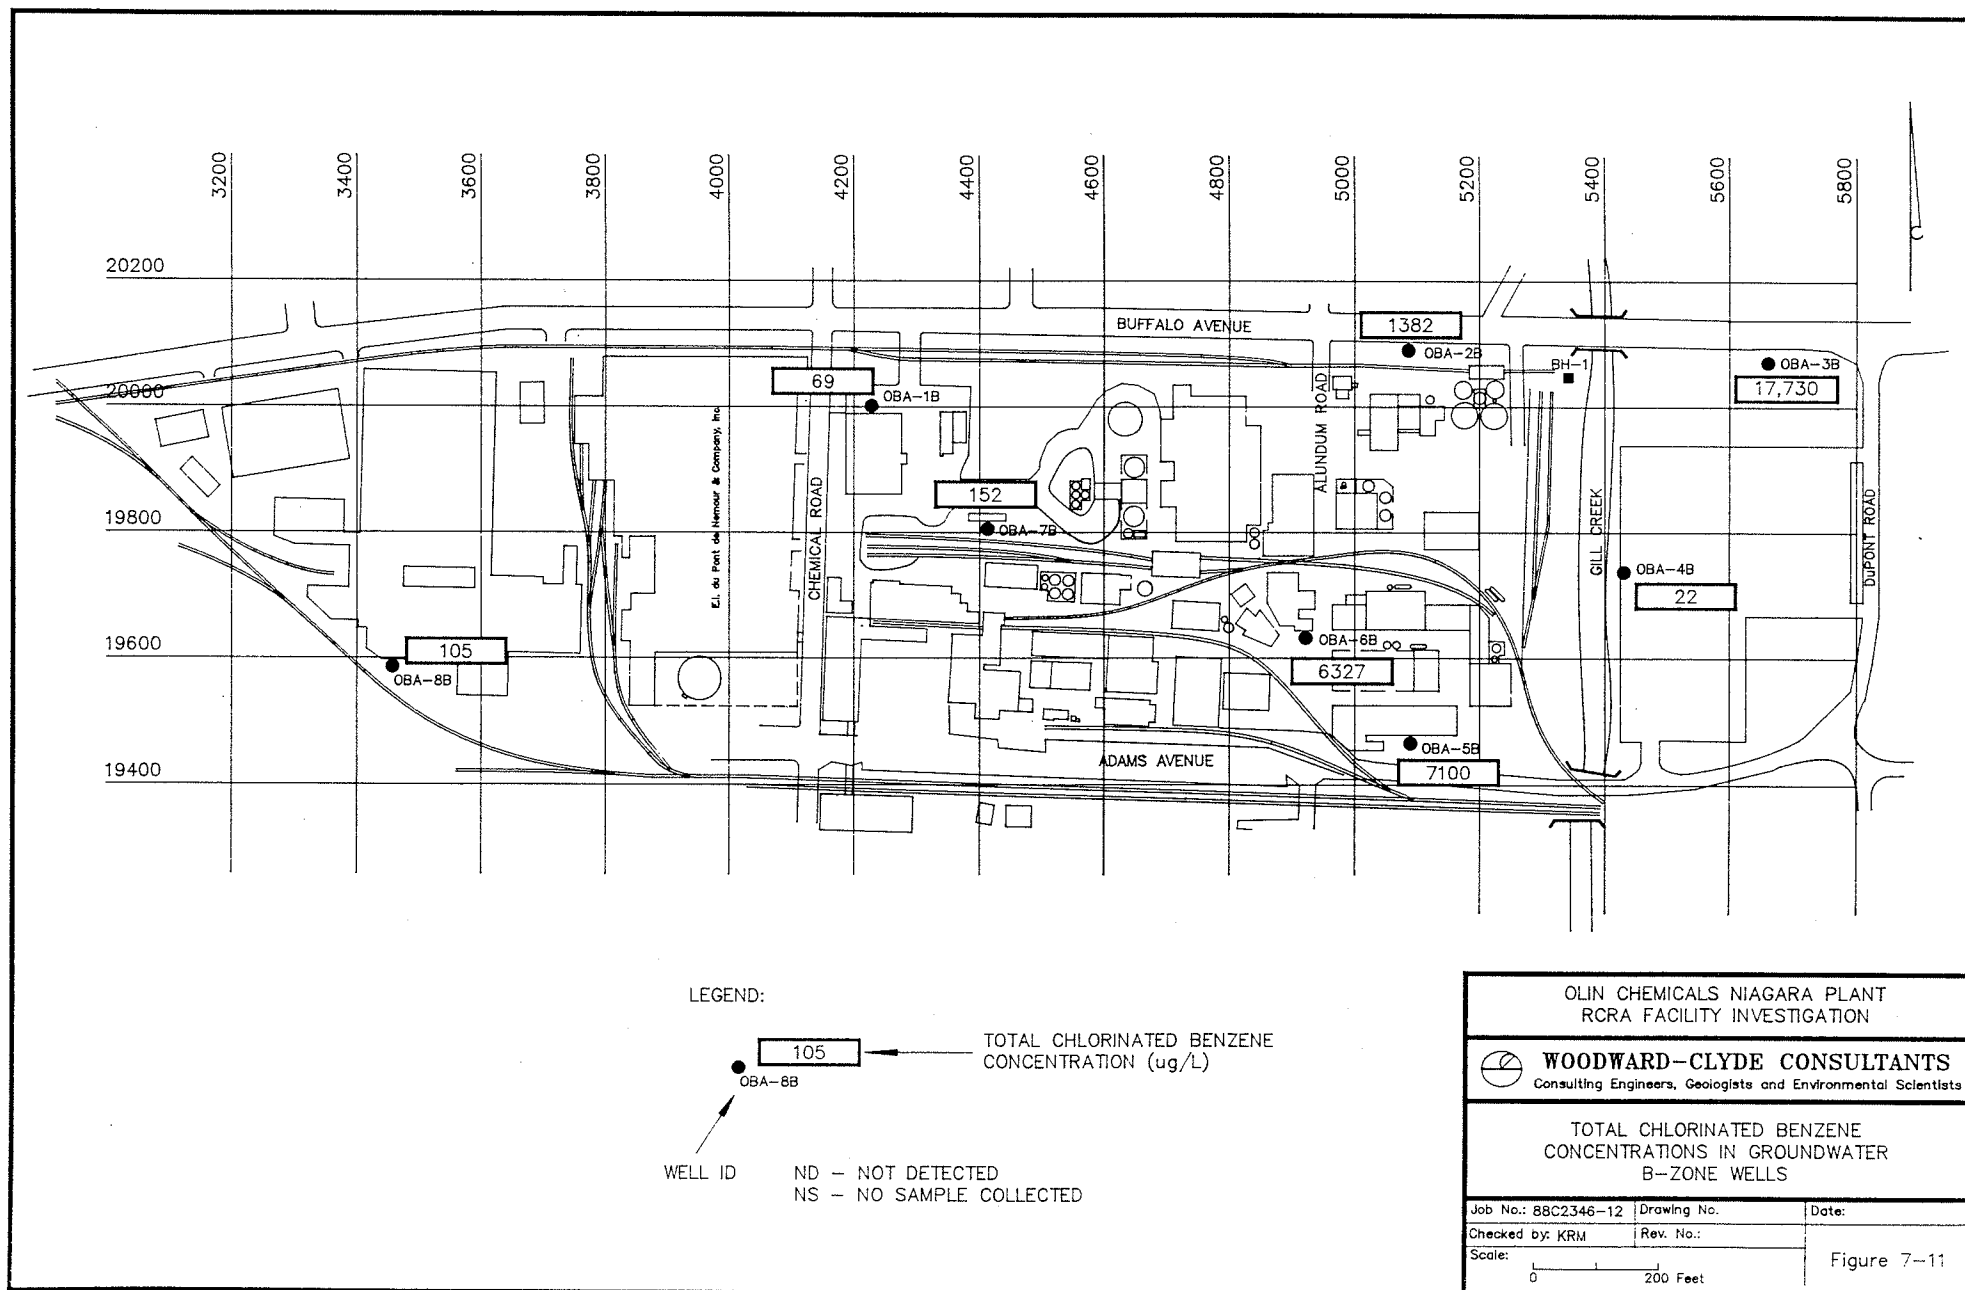 3200
3400
3600
3800
4000
4200
4400
4600
4800
5000
5200
5400
5600
5800
20200
20000
19800
19600
19400
BUFFALO AVENUE
1382
OBA-2B
BH-1
OBA-3B
17,730
69
OBA-1B
E.I. du Pont de Nemour & Company, Inc.
CHEMICAL ROAD
152
OBA-7B
ALUNDUM ROAD
GILL CREEK
DuPONT ROAD
OBA-4B
22
105
OBA-8B
OBA-6B
6327
OBA-5B
7100
ADAMS AVENUE
LEGEND:
105
OBA-8B
TOTAL CHLORINATED BENZENE
CONCENTRATION (ug/L)
WELL ID
ND – NOT DETECTED
NS – NO SAMPLE COLLECTED
OLIN CHEMICALS NIAGARA PLANT
RCRA FACILITY INVESTIGATION
WOODWARD-CLYDE CONSULTANTS
Consulting Engineers, Geologists and Environmental Scientists
TOTAL CHLORINATED BENZENE
CONCENTRATIONS IN GROUNDWATER
B-ZONE WELLS
Job No.: 88C2346-12
Drawing No.
Date:
Checked by: KRM
Rev. No.:
Scale:
0
200 Feet
Figure 7-11